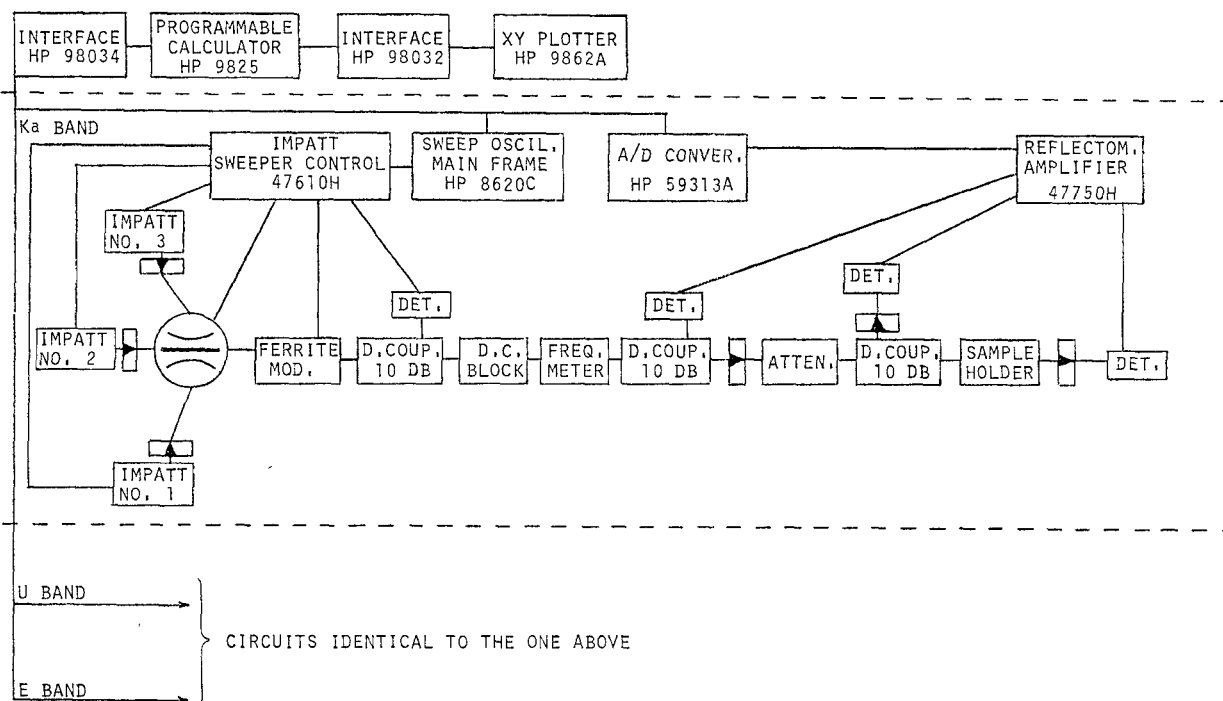 INTERFACE
HP 98034
PROGRAMMABLE
CALCULATOR
HP 9825
INTERFACE
HP 98032
XY PLOTTER
HP 9862A
Ka BAND
IMPATT
SWEEPER CONTROL
47610H
SWEEP OSCIL.
MAIN FRAME
HP 8620C
A/D CONVER.
HP 59313A
REFLECTOM.
AMPLIFIER
47750H
IMPATT
NO. 3
DET.
DET.
DET.
IMPATT
NO. 2
FERRITE
MOD.
D.COUP.
10 DB
D.C.
BLOCK
FREQ.
METER
D.COUP.
10 DB
ATTEN.
D.COUP.
10 DB
SAMPLE
HOLDER
DET.
IMPATT
NO. 1
U BAND
CIRCUITS IDENTICAL TO THE ONE ABOVE
E BAND